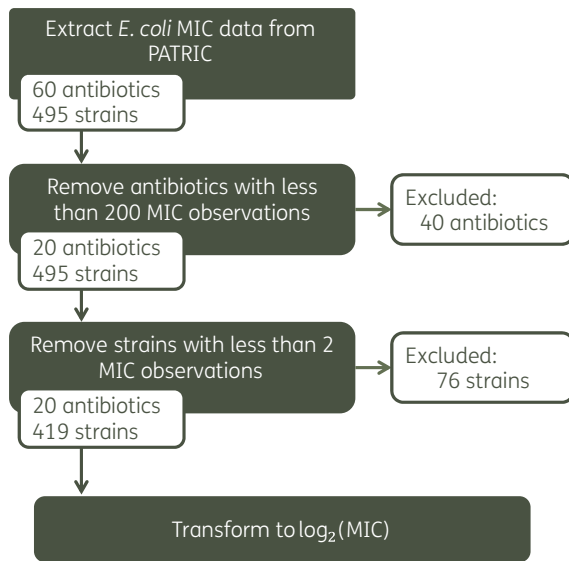 Extract E. coli MIC data from
PATRIC
60 antibiotics
495 strains
Remove antibiotics with less
than 200 MIC observations
Excluded:
40 antibiotics
20 antibiotics
495 strains
Remove strains with less than 2
MIC observations
Excluded:
76 strains
20 antibiotics
419 strains
Transform to log₂(MIC)